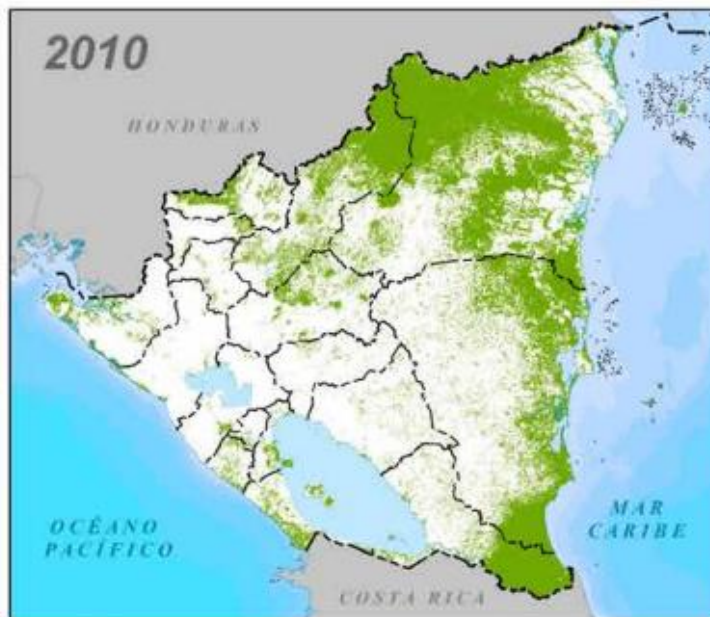 2010
HONDURAS
OCÉANO
PACÍFICO
MAR
CARIBE
COSTA RICA